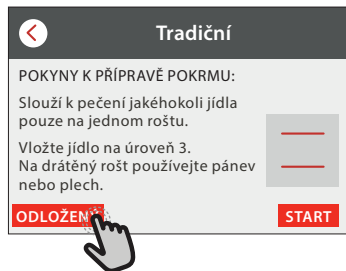 Tradiční
POKYNY K PŘÍPRAVĚ POKRMU:
Slouží k pečení jakéhokoli jídla
pouze na jednom roštu.
Vložte jídlo na úroveň 3.
Na drátěný rošt používejte pánev
nebo plech.
START